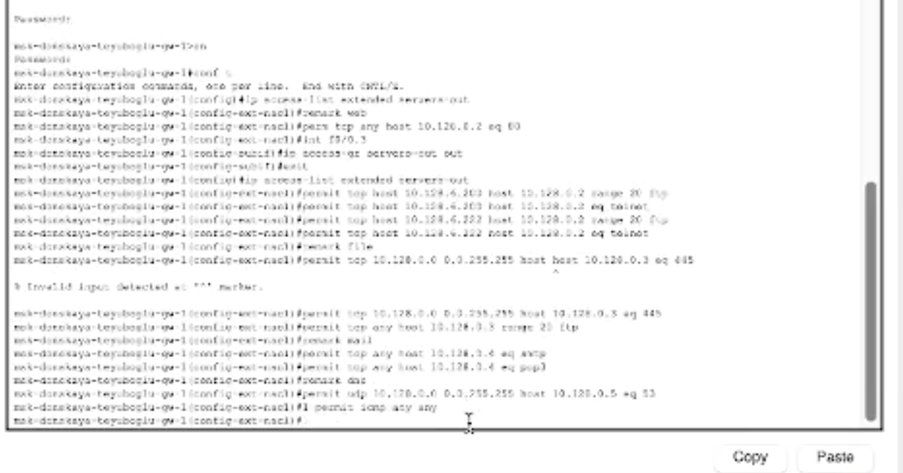 Password:
msk-donskaya-teyuboglu-gw-1>en
Password:
msk-donskaya-teyuboglu-gw-1#conf t
Enter configuration commands, one per line. End with CNTL/Z.
msk-donskaya-teyuboglu-gw-1(config)#ip access-list extended servers-out
msk-donskaya-teyuboglu-gw-1(config-ext-nacl)#remark web
msk-donskaya-teyuboglu-gw-1(config-ext-nacl)#perm tcp any host 10.128.0.2 eq 80
msk-donskaya-teyuboglu-gw-1(config-ext-nacl)#int f0/0.3
msk-donskaya-teyuboglu-gw-1(config-subif)#ip access-gr servers-out out
msk-donskaya-teyuboglu-gw-1(config-subif)#exit
msk-donskaya-teyuboglu-gw-1(config)#ip access-list extended servers-out
msk-donskaya-teyuboglu-gw-1(config-ext-nacl)#permit tcp host 10.128.6.200 host 10.128.0.2 range 20 ftp
msk-donskaya-teyuboglu-gw-1(config-ext-nacl)#permit tcp host 10.128.6.200 host 10.128.0.2 eq telnet
msk-donskaya-teyuboglu-gw-1(config-ext-nacl)#permit tcp host 10.128.6.222 host 10.128.0.2 range 20 ftp
msk-donskaya-teyuboglu-gw-1(config-ext-nacl)#permit tcp host 10.128.6.222 host 10.128.0.2 eq telnet
msk-donskaya-teyuboglu-gw-1(config-ext-nacl)#remark file
msk-donskaya-teyuboglu-gw-1(config-ext-nacl)#permit tcp 10.128.0.0 0.0.255.255 host host 10.128.0.3 eq 445
^
% Invalid input detected at '^' marker.
msk-donskaya-teyuboglu-gw-1(config-ext-nacl)#permit tcp 10.128.0.0 0.0.255.255 host 10.128.0.3 eq 445
msk-donskaya-teyuboglu-gw-1(config-ext-nacl)#permit tcp any host 10.128.0.3 range 20 ftp
msk-donskaya-teyuboglu-gw-1(config-ext-nacl)#remark mail
msk-donskaya-teyuboglu-gw-1(config-ext-nacl)#permit tcp any host 10.128.0.4 eq smtp
msk-donskaya-teyuboglu-gw-1(config-ext-nacl)#permit tcp any host 10.128.0.4 eq pop3
msk-donskaya-teyuboglu-gw-1(config-ext-nacl)#remark dns
msk-donskaya-teyuboglu-gw-1(config-ext-nacl)#permit udp 10.128.0.0 0.0.255.255 host 10.128.0.5 eq 53
msk-donskaya-teyuboglu-gw-1(config-ext-nacl)#1 permit icmp any any
msk-donskaya-teyuboglu-gw-1(config-ext-nacl)#
Copy Paste